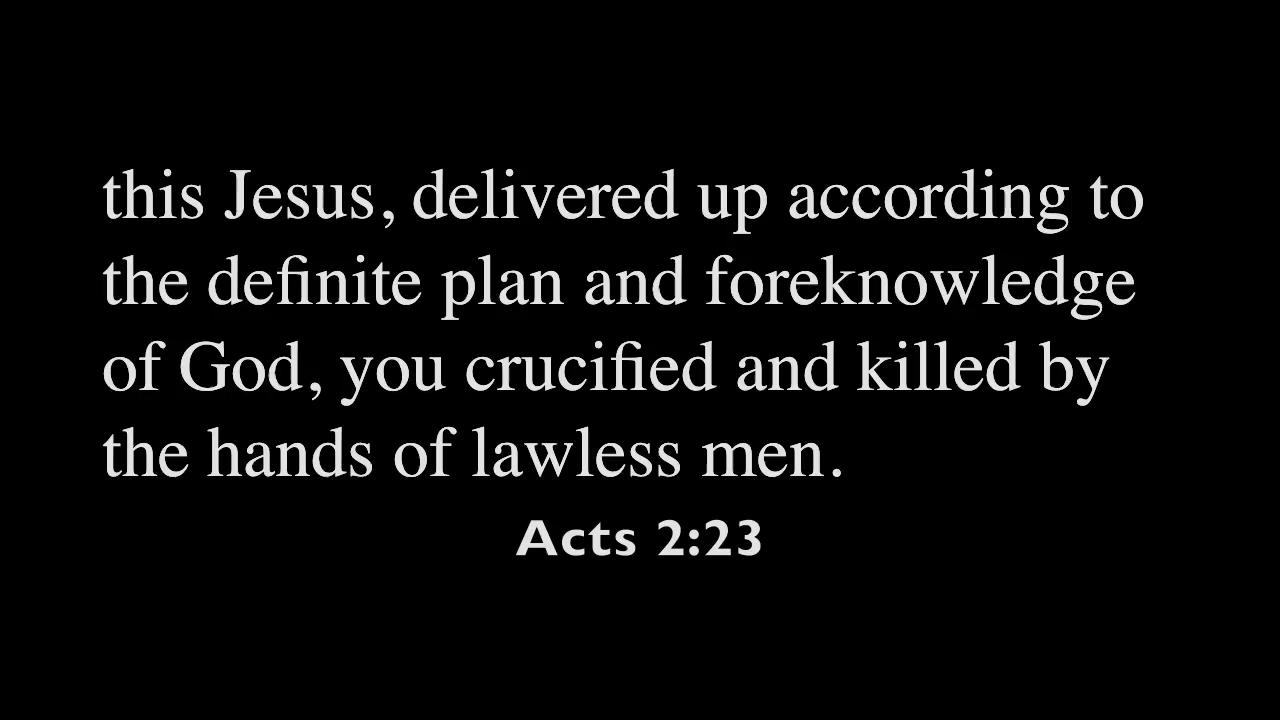 this Jesus, delivered up according to
the definite plan and foreknowledge
of God, you crucified and killed by
the hands of lawless men.
Acts 2:23